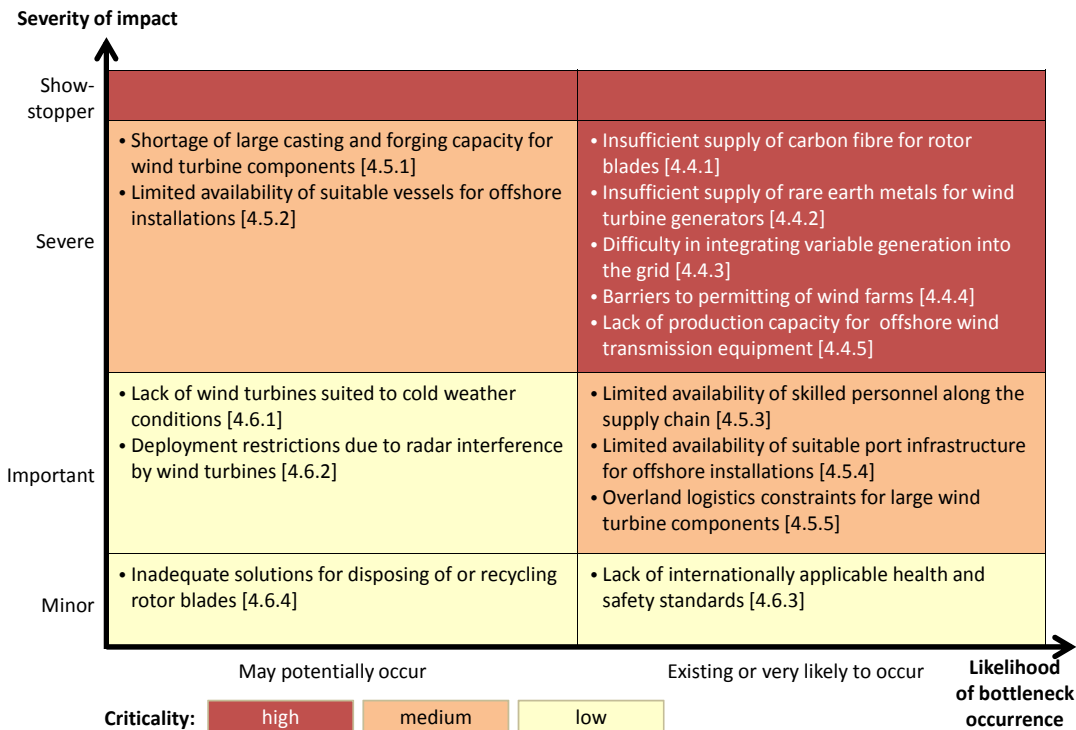 Severity of impact
Show-
stopper
Severe
• Shortage of large casting and forging capacity for
wind turbine components [4.5.1]
• Limited availability of suitable vessels for offshore
installations [4.5.2]
• Insufficient supply of carbon fibre for rotor
blades [4.4.1]
• Insufficient supply of rare earth metals for wind
turbine generators [4.4.2]
• Difficulty in integrating variable generation into
the grid [4.4.3]
• Barriers to permitting of wind farms [4.4.4]
• Lack of production capacity for offshore wind
transmission equipment [4.4.5]
Important
• Lack of wind turbines suited to cold weather
conditions [4.6.1]
• Deployment restrictions due to radar interference
by wind turbines [4.6.2]
• Limited availability of skilled personnel along the
supply chain [4.5.3]
• Limited availability of suitable port infrastructure
for offshore installations [4.5.4]
• Overland logistics constraints for large wind
turbine components [4.5.5]
Minor
• Inadequate solutions for disposing of or recycling
rotor blades [4.6.4]
• Lack of internationally applicable health and
safety standards [4.6.3]
May potentially occur
Existing or very likely to occur
Likelihood
of bottleneck
occurrence
Criticality:
high
medium
low